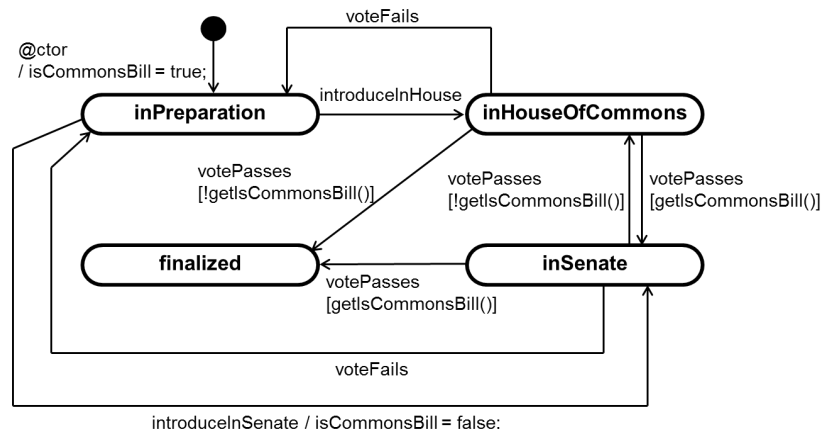 voteFails
@ctor
/ isCommonsBill = true;
introduceInHouse
inPreparation
inHouseOfCommons
votePasses
[!getIsCommonsBill()]
votePasses
[!getIsCommonsBill()]
votePasses
[getIsCommonsBill()]
finalized
inSenate
votePasses
[getIsCommonsBill()]
voteFails
introduceInSenate / isCommonsBill = false;